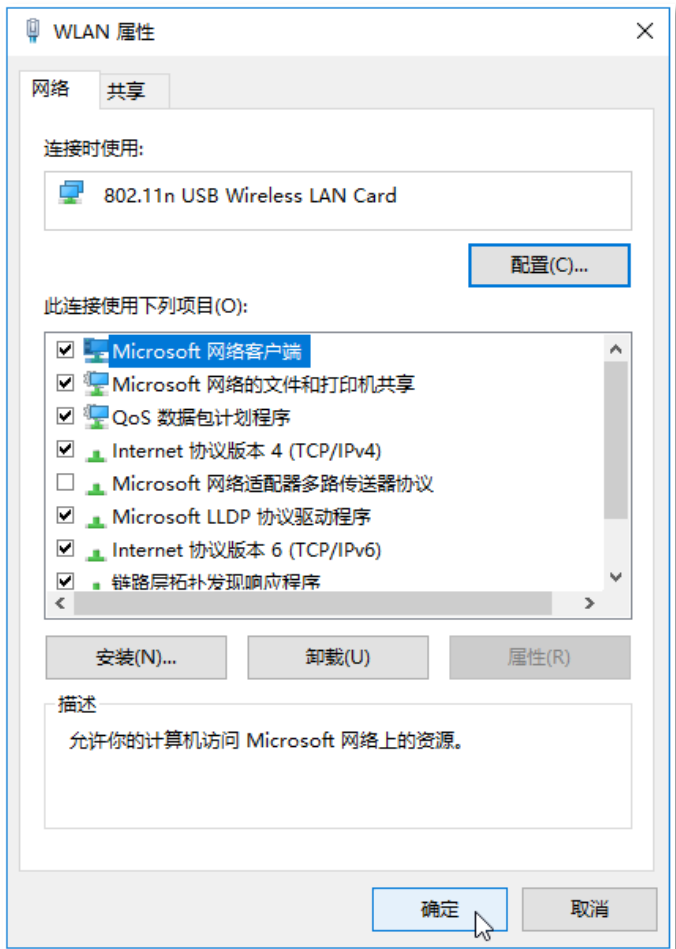 WLAN 属性
网络
共享
连接时使用:
802.11n USB Wireless LAN Card
配置(C)...
此连接使用下列项目(O):
Microsoft 网络客户端
Microsoft 网络的文件和打印机共享
QoS 数据包计划程序
Internet 协议版本 4 (TCP/IPv4)
Microsoft 网络适配器多路传送器协议
Microsoft LLDP 协议驱动程序
Internet 协议版本 6 (TCP/IPv6)
链路层拓扑发现响应程序
安装(N)...
卸载(U)
属性(R)
描述
允许你的计算机访问 Microsoft 网络上的资源。
确定
取消